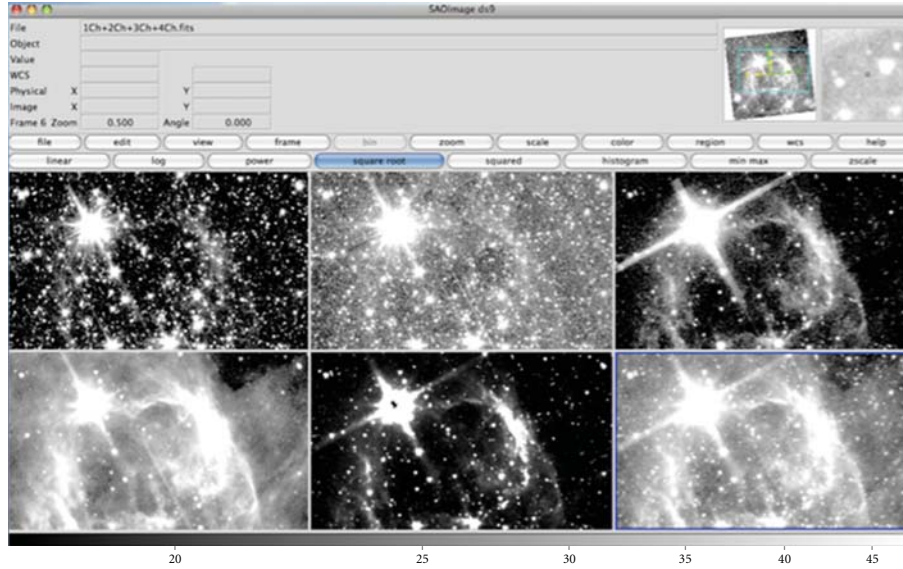 SAOImage ds9
File 1Ch+2Ch+3Ch+4Ch.fits
Object
Value
WCS
Physical X Y
Image X Y
Frame 6 Zoom 0.500 Angle 0.000
file edit view frame bin zoom scale color region wcs help
linear log power square root squared histogram min max zscale
20 25 30 35 40 45